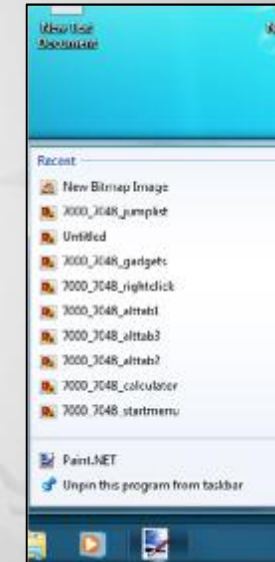 New Text
Document
Recent
New Bitmap Image
7000_7048_jumplist
Untitled
7000_7048_gadgets
7000_7048_rightclick
7000_7048_alttab1
7000_7048_alttab3
7000_7048_alttab2
7000_7048_calculator
7000_7048_startmenu
Paint.NET
Unpin this program from taskbar